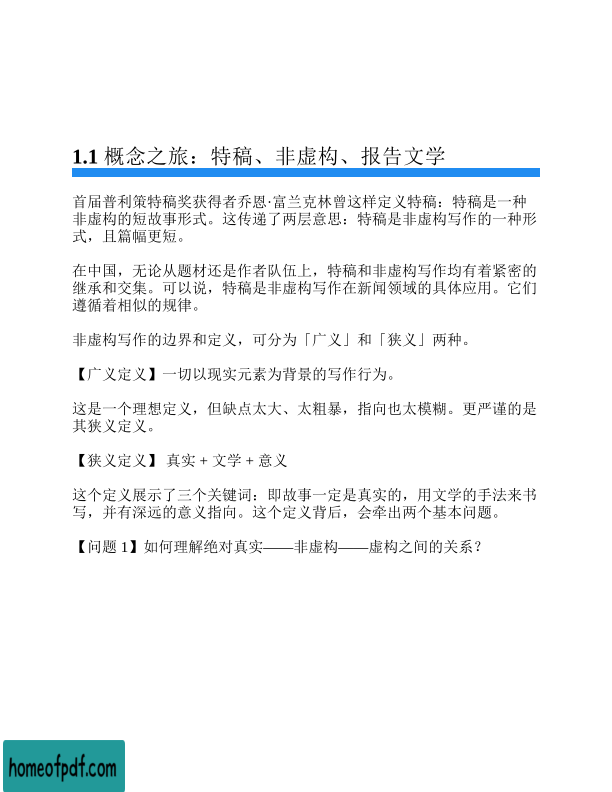 1.1 概念之旅：特稿、非虚构、报告文学
首届普利策特稿奖获得者乔恩·富兰克林曾这样定义特稿：特稿是一种
非虚构的短故事形式。这传递了两层意思：特稿是非虚构写作的一种形
式，且篇幅更短。
在中国，无论从题材还是作者队伍上，特稿和非虚构写作均有着紧密的
继承和交集。可以说，特稿是非虚构写作在新闻领域的具体应用。它们
遵循着相似的规律。
非虚构写作的边界和定义，可分为「广义」和「狭义」两种。
【广义定义】一切以现实元素为背景的写作行为。
这是一个理想定义，但缺点太大、太粗暴，指向也太模糊。更严谨的是
其狭义定义。
【狭义定义】 真实 + 文学 + 意义
这个定义展示了三个关键词：即故事一定是真实的，用文学的手法来书
写，并有深远的意义指向。这个定义背后，会牵出两个基本问题。
【问题 1】如何理解绝对真实——非虚构——虚构之间的关系？
homeofpdf.com